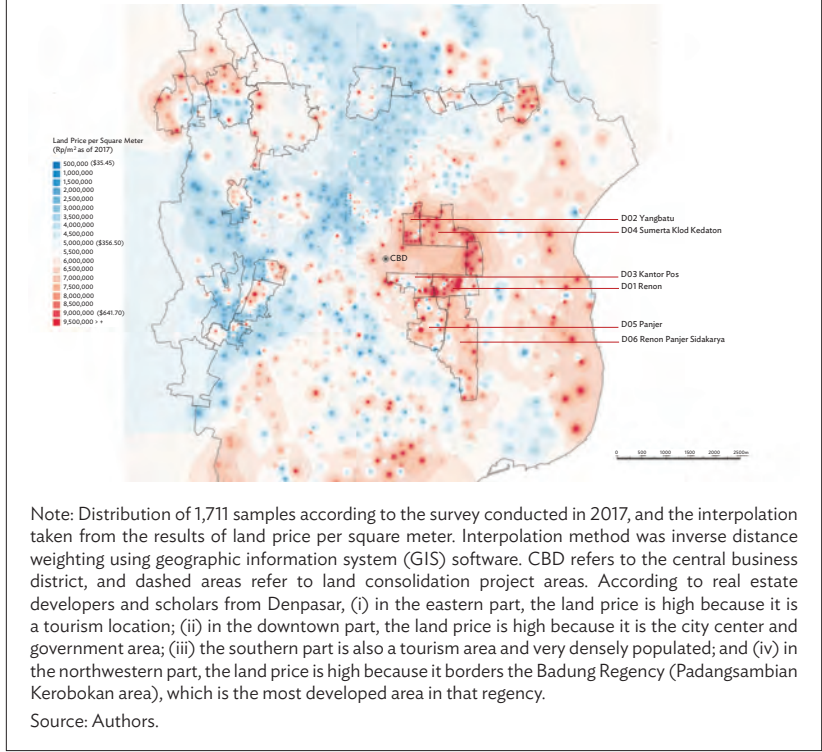 Land Price per Square Meter
(Rp/m² as of 2017)
500,000 ($35.45)
1,000,000
1,500,000
2,000,000
2,500,000
3,000,000
3,500,000
4,000,000
4,500,000
5,000,000 ($356.50)
5,500,000
6,000,000
6,500,000
7,000,000
7,500,000
8,000,000
8,500,000
9,000,000 ($641.70)
9,500,000 > +
D02 Yangbatu
D04 Sumerta Klod Kedaton
CBD
D03 Kantor Pos
D01 Renon
D05 Panjer
D06 Renon Panjer Sidakarya
0 500 1000 1500 2000 2500m
Note: Distribution of 1,711 samples according to the survey conducted in 2017, and the interpolation
taken from the results of land price per square meter. Interpolation method was inverse distance
weighting using geographic information system (GIS) software. CBD refers to the central business
district, and dashed areas refer to land consolidation project areas. According to real estate
developers and scholars from Denpasar, (i) in the eastern part, the land price is high because it is
a tourism location; (ii) in the downtown part, the land price is high because it is the city center and
government area; (iii) the southern part is also a tourism area and very densely populated; and (iv) in
the northwestern part, the land price is high because it borders the Badung Regency (Padangsambian
Kerobokan area), which is the most developed area in that regency.
Source: Authors.